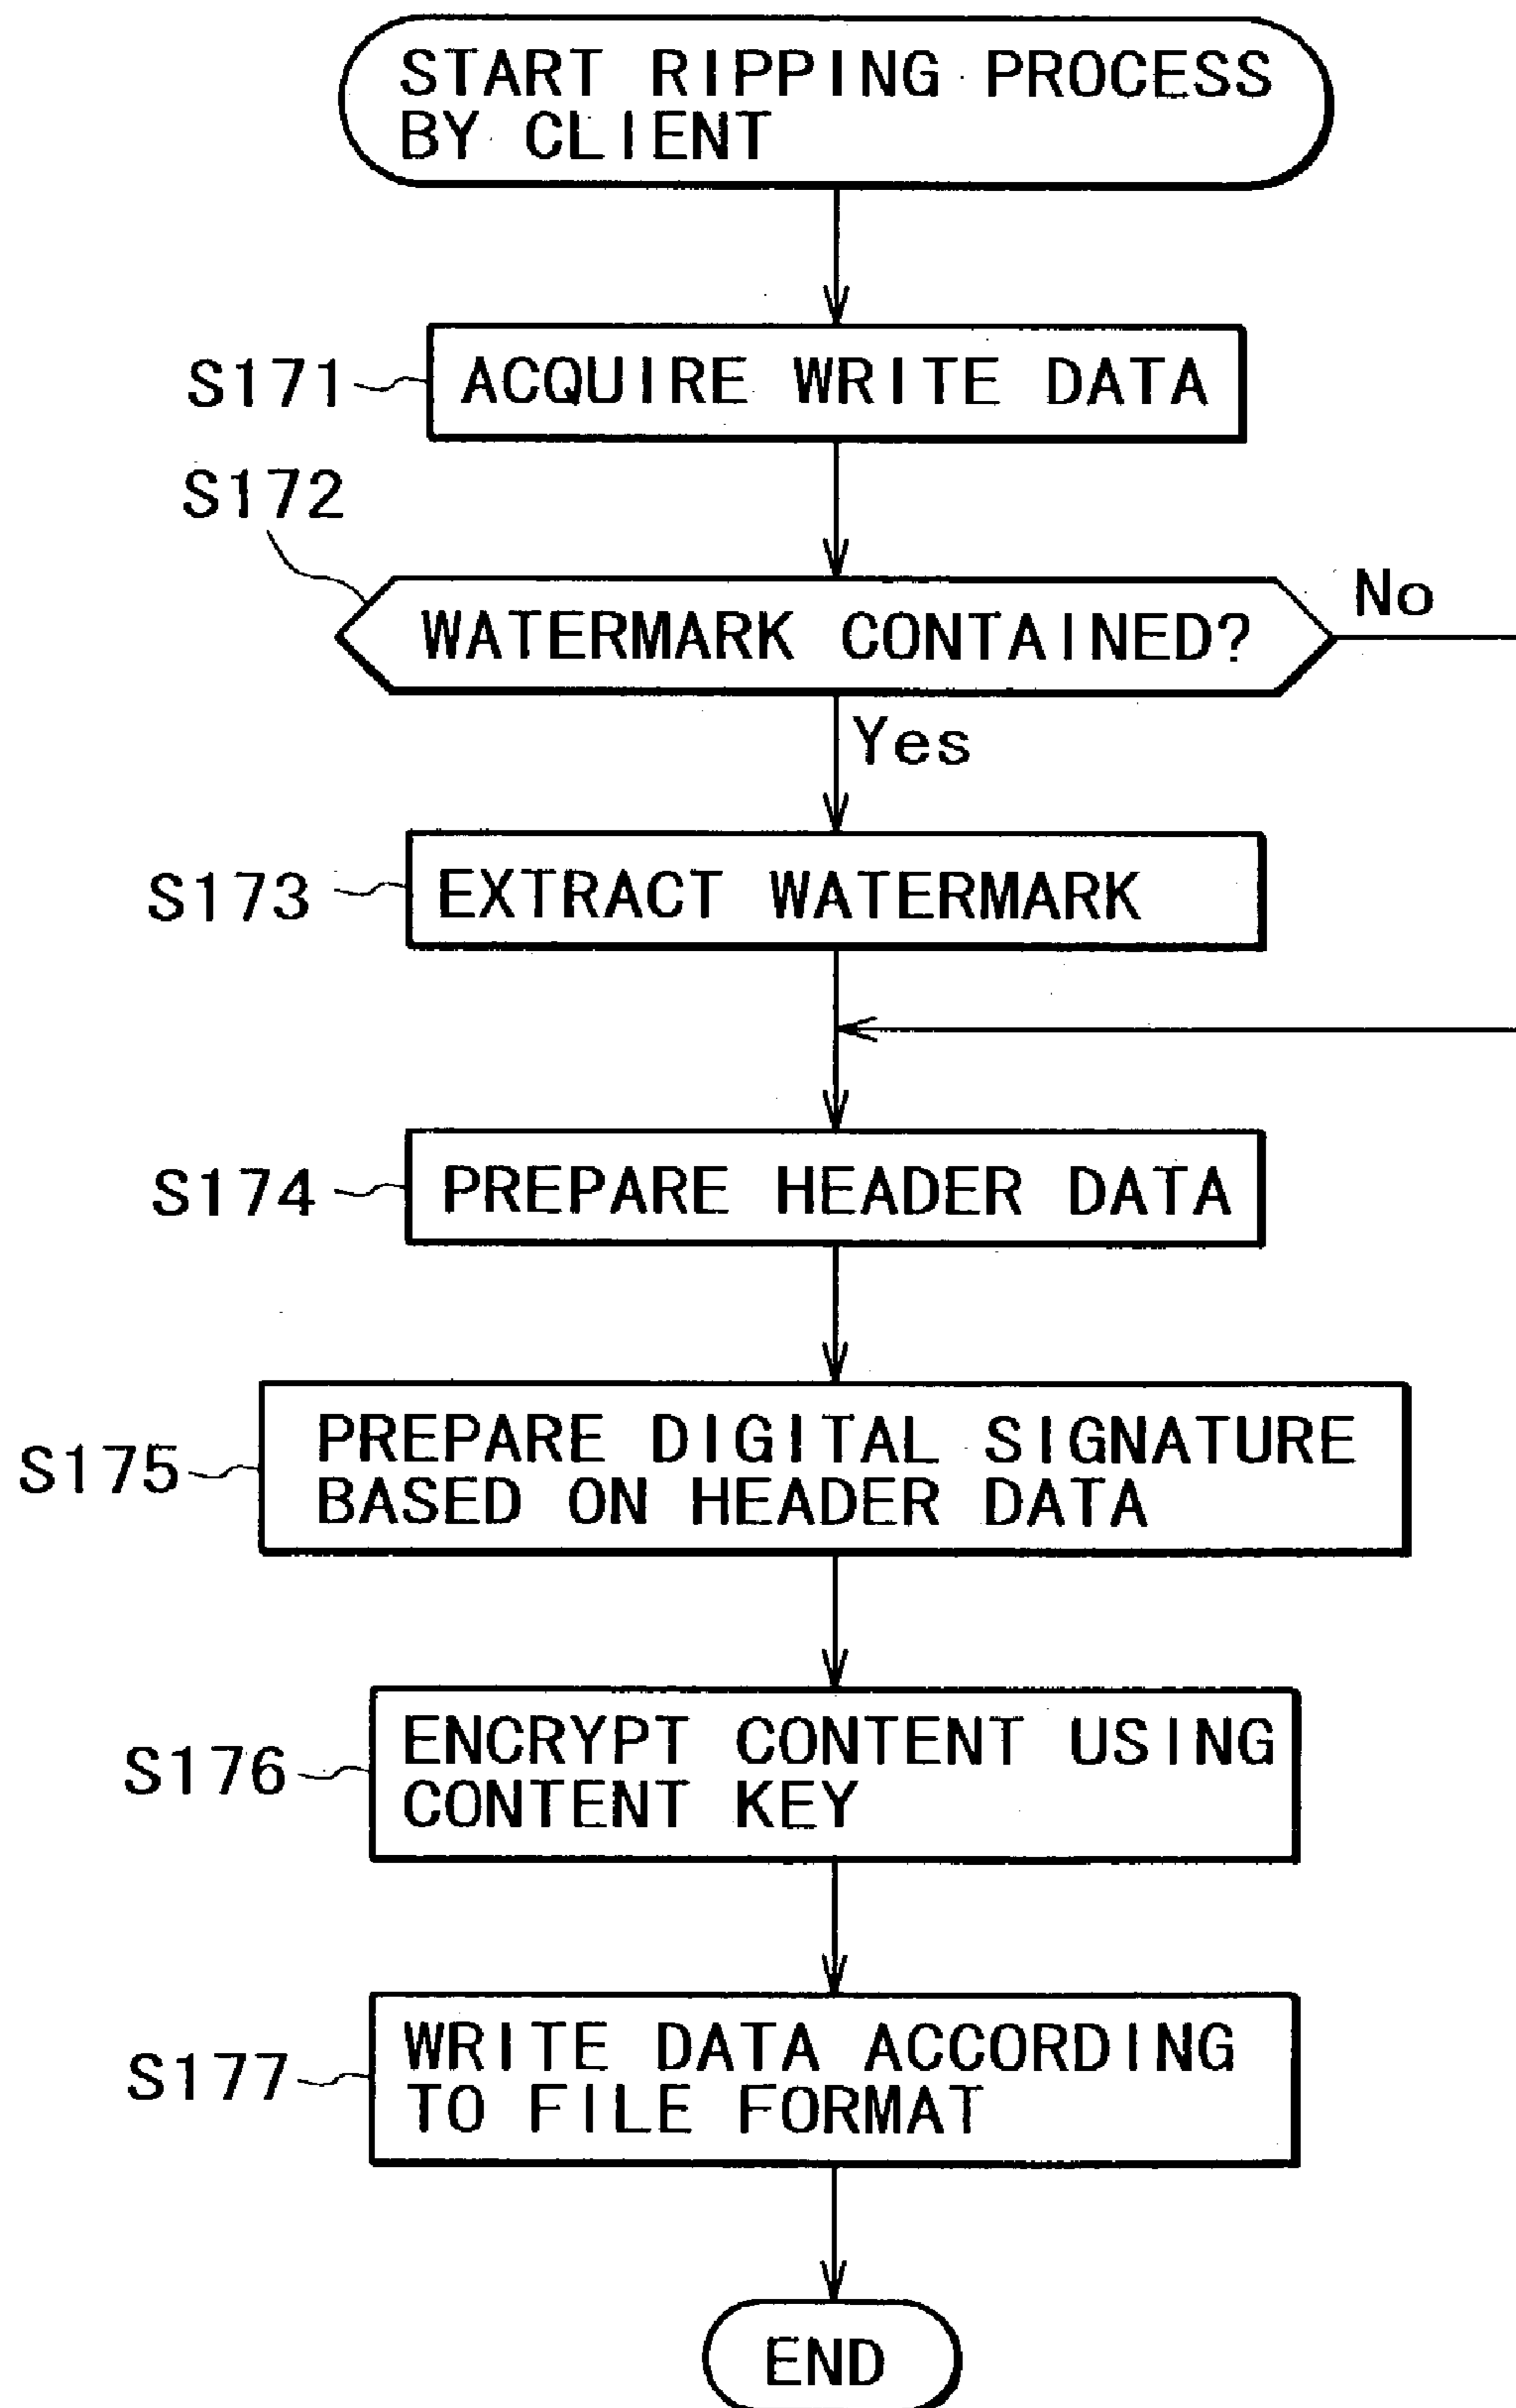 START RIPPING PROCESS
BY CLIENT
S171
ACQUIRE WRITE DATA
S172
WATERMARK CONTAINED?
No
Yes
S173
EXTRACT WATERMARK
S174
PREPARE HEADER DATA
S175
PREPARE DIGITAL SIGNATURE
BASED ON HEADER DATA
S176
ENCRYPT CONTENT USING
CONTENT KEY
S177
WRITE DATA ACCORDING
TO FILE FORMAT
END